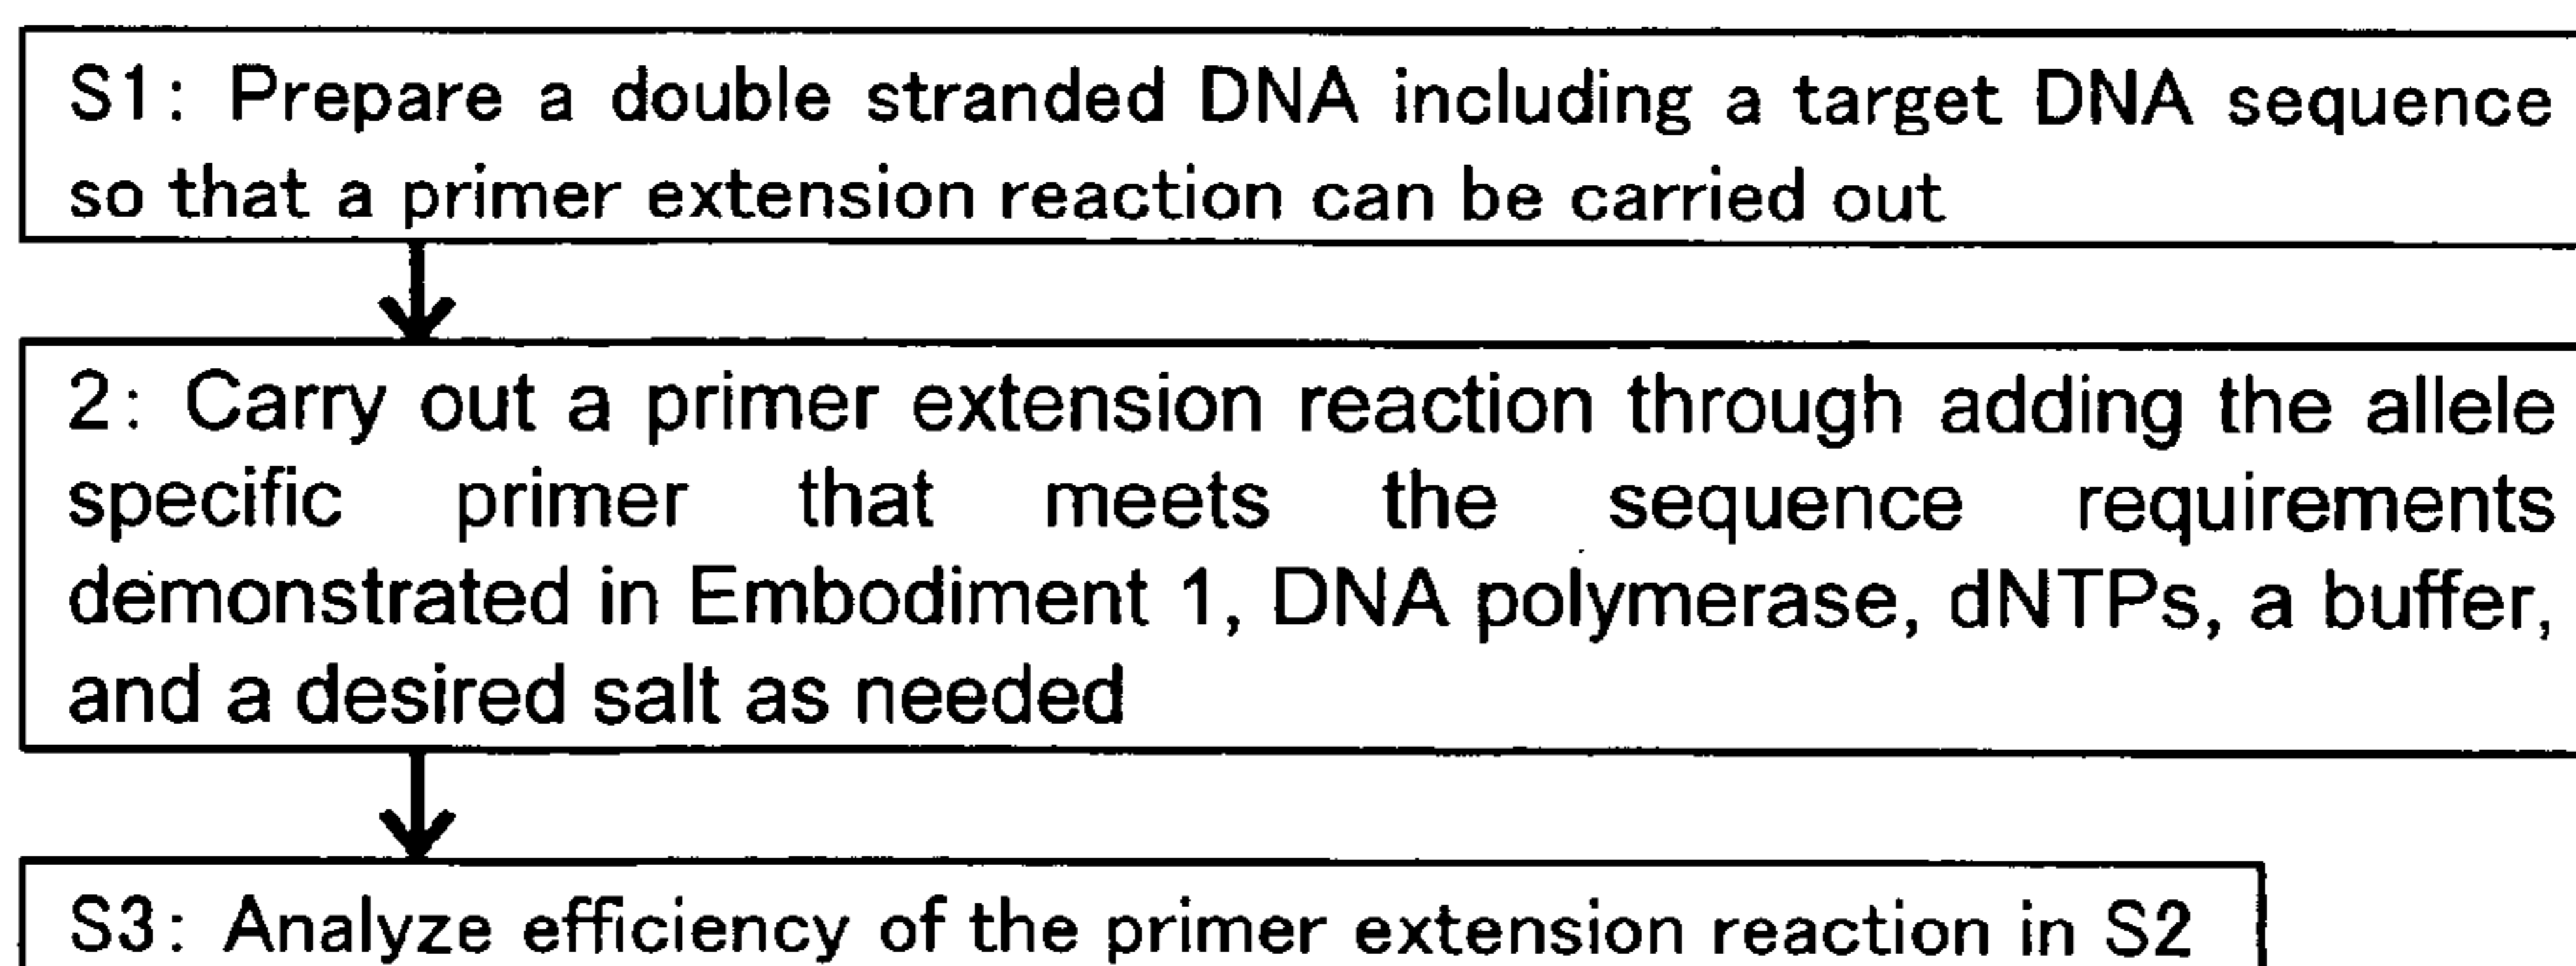 S1: Prepare a double stranded DNA including a target DNA sequence
so that a primer extension reaction can be carried out
2: Carry out a primer extension reaction through adding the allele
specific primer that meets the sequence requirements
demonstrated in Embodiment 1, DNA polymerase, dNTPs, a buffer,
and a desired salt as needed
S3: Analyze efficiency of the primer extension reaction in S2